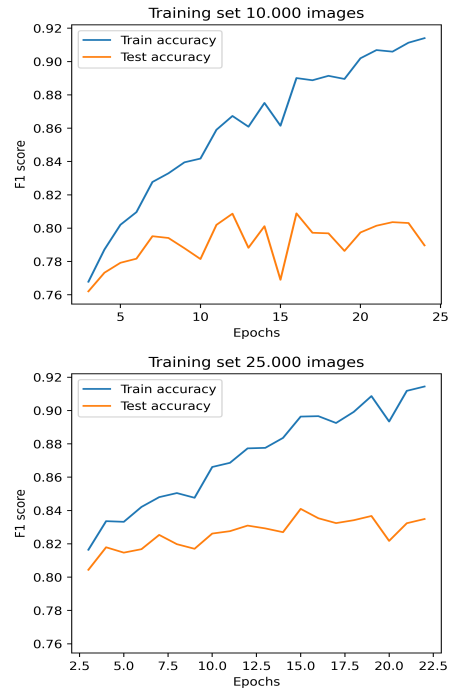 Training set 10.000 images
0.92
0.90
0.88
0.86
0.84
0.82
0.80
0.78
0.76
F1 score
Train accuracy
Test accuracy
5 10 15 20 25
Epochs
Training set 25.000 images
0.92
0.90
0.88
0.86
0.84
0.82
0.80
0.78
0.76
F1 score
Train accuracy
Test accuracy
2.5 5.0 7.5 10.0 12.5 15.0 17.5 20.0 22.5
Epochs